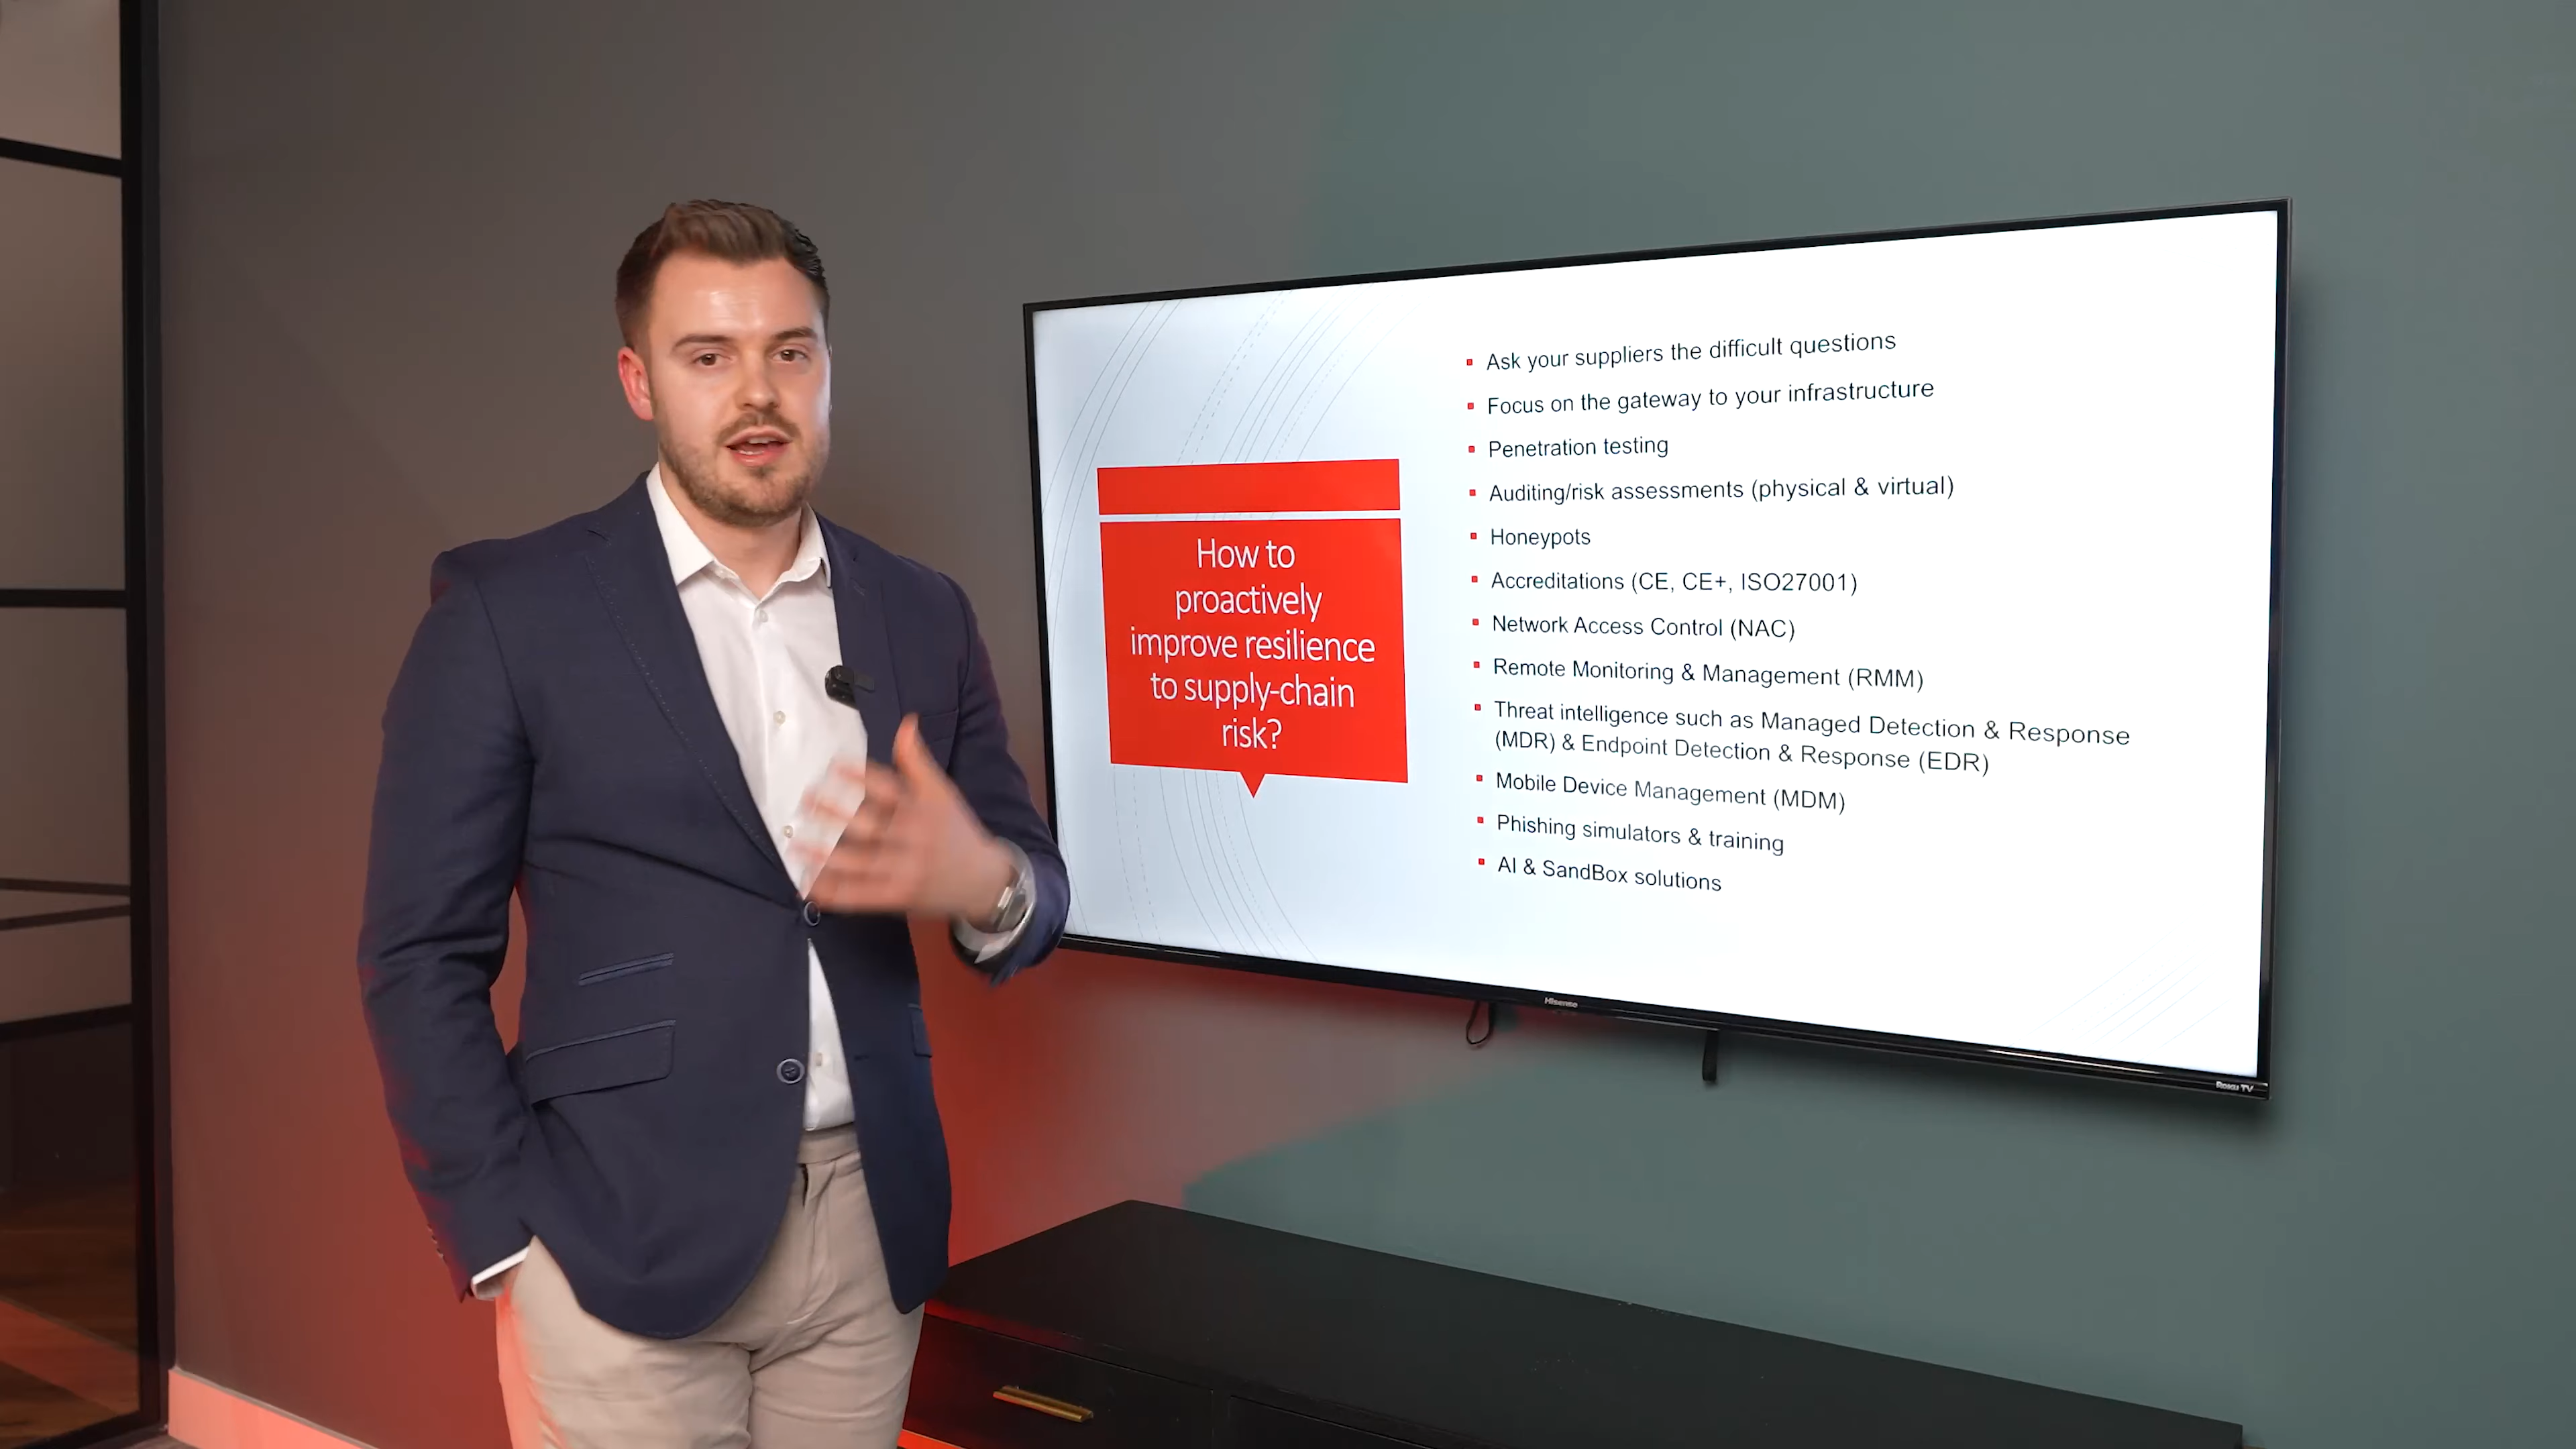 How to
proactively
improve resilience
to supply-chain
risk?
Ask your suppliers the difficult questions
Focus on the gateway to your infrastructure
Penetration testing
Auditing/risk assessments (physical & virtual)
Honeypots
Accreditations (CE, CE+, ISO27001)
Network Access Control (NAC)
Remote Monitoring & Management (RMM)
Threat intelligence such as Managed Detection & Response
(MDR) & Endpoint Detection & Response (EDR)
Mobile Device Management (MDM)
Phishing simulators & training
AI & SandBox solutions
Hisense
Roku TV